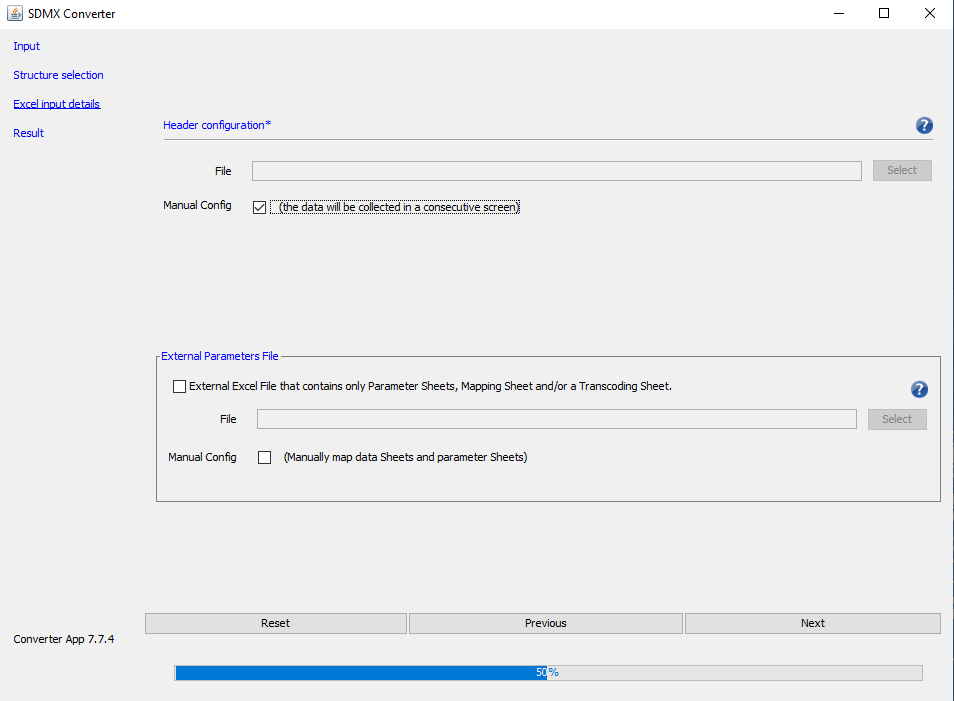 SDMX Converter
Input
Structure selection
Excel input details
Result
Header configuration*
?
File
Select
Manual Config
(the data will be collected in a consecutive screen)
External Parameters File
External Excel File that contains only Parameter Sheets, Mapping Sheet and/or a Transcoding Sheet.
?
File
Select
Manual Config
(Manually map data Sheets and parameter Sheets)
Reset
Previous
Next
Converter App 7.7.4
50%